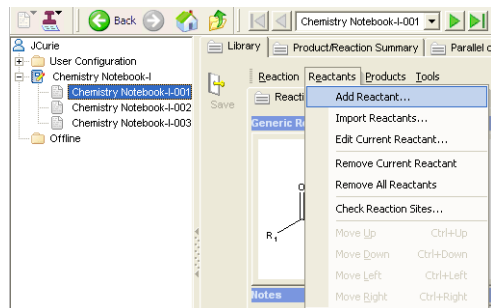 Back Chemistry Notebook-I-001
JCurie
User Configuration
Chemistry Notebook-I
Chemistry Notebook-I-001
Chemistry Notebook-I-002
Chemistry Notebook-I-003
Offline
Library Product/Reaction Summary Parallel
Save
Reaction Reactants Products Tools
Reacti
Generic R
O
R1
Notes
Add Reactant...
Import Reactants...
Edit Current Reactant...
Remove Current Reactant
Remove All Reactants
Check Reaction Sites...
Move Up Ctrl+Up
Move Down Ctrl+Down
Move Left Ctrl+Left
Move Right Ctrl+Right